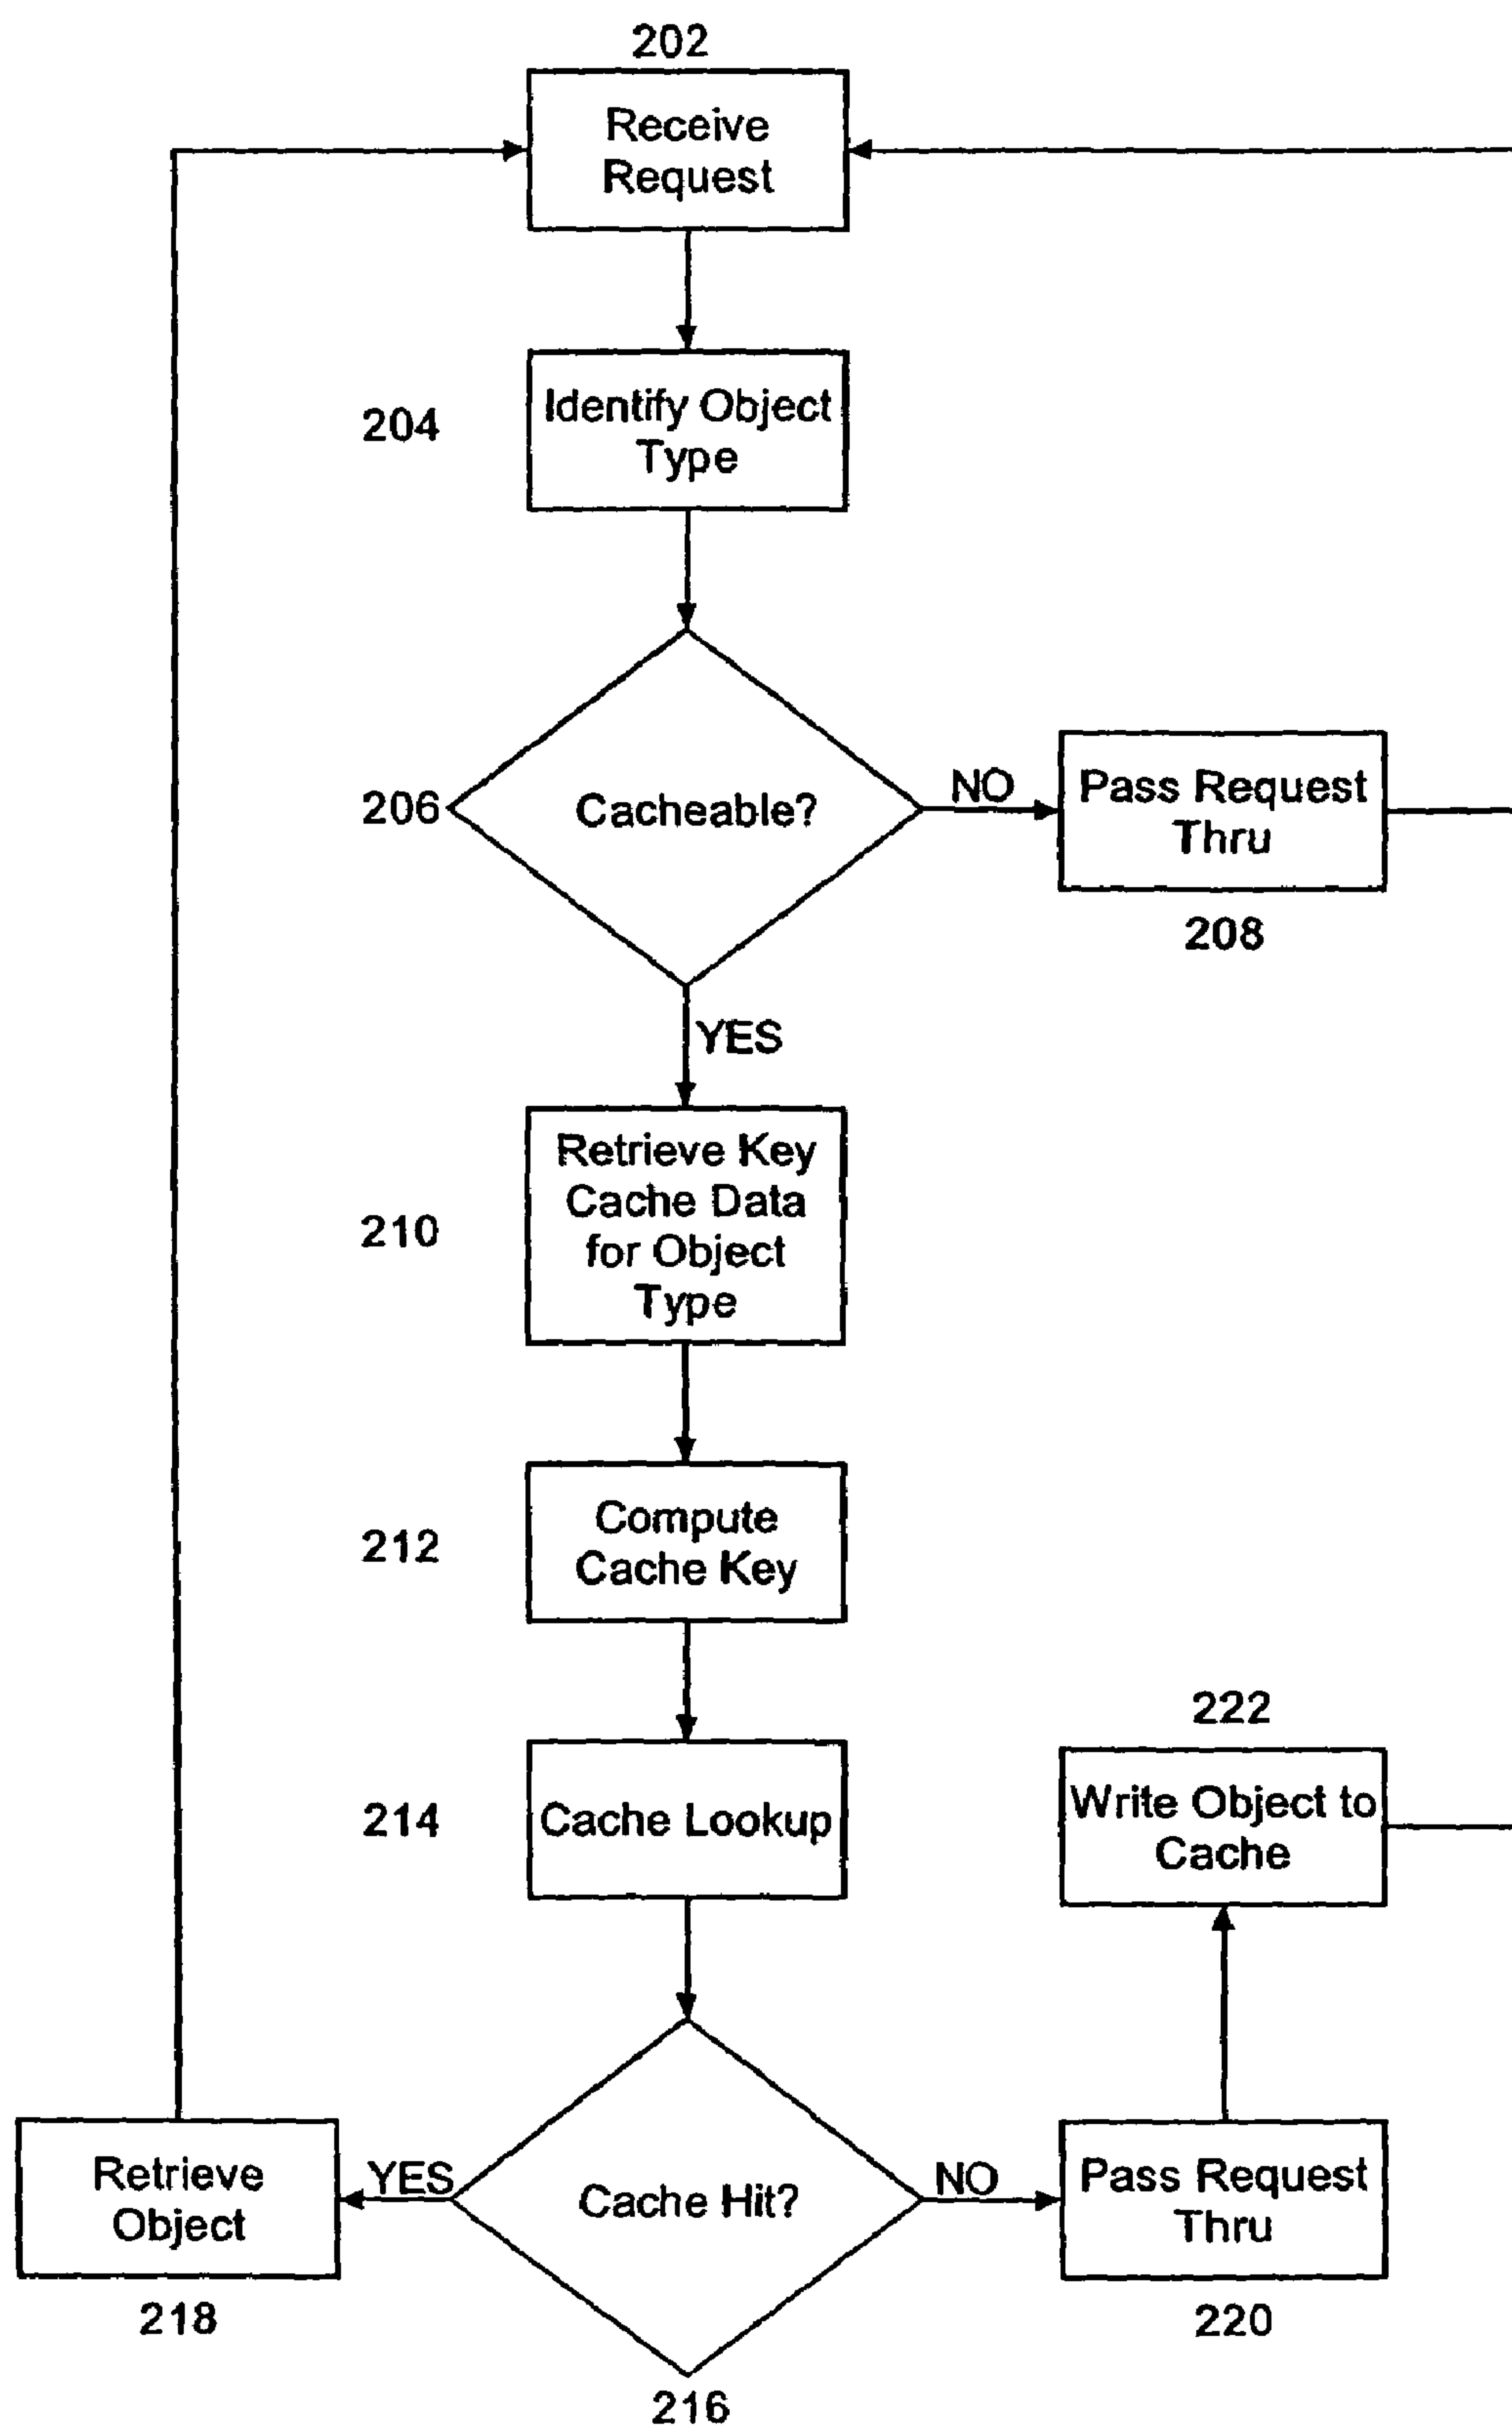 202
Receive
Request
204
Identify Object
Type
206
Cacheable?
NO
Pass Request
Thru
208
YES
210
Retrieve Key
Cache Data
for Object
Type
212
Compute
Cache Key
214
Cache Lookup
222
Write Object to
Cache
Retrieve
Object
218
YES
Cache Hit?
216
NO
Pass Request
Thru
220